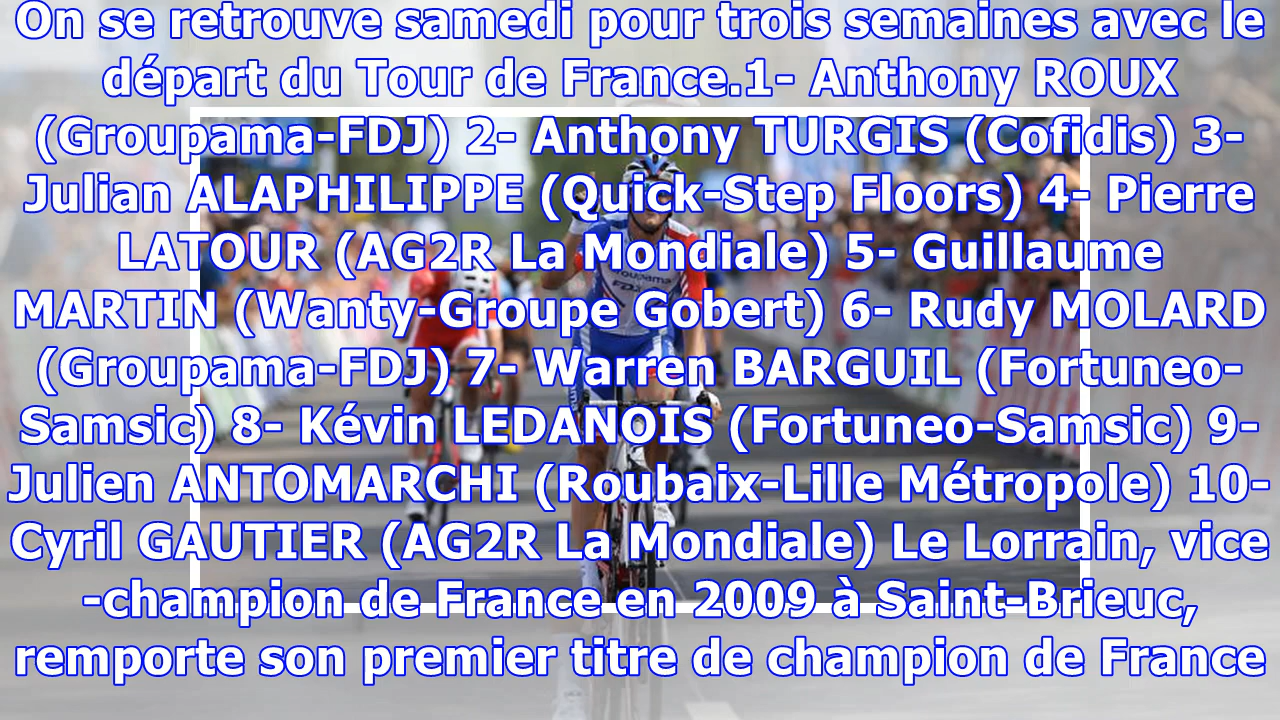 On se retrouve samedi pour trois semaines avec le
départ du Tour de France.1- Anthony ROUX
(Groupama-FDJ) 2- Anthony TURGIS (Cofidis) 3-
Julian ALAPHILIPPE (Quick-Step Floors) 4- Pierre
LATOUR (AG2R La Mondiale) 5- Guillaume
MARTIN (Wanty-Groupe Gobert) 6- Rudy MOLARD
(Groupama-FDJ) 7- Warren BARGUIL (Fortuneo-
Samsic) 8- Kévin LEDANOIS (Fortuneo-Samsic) 9-
Julien ANTOMARCHI (Roubaix-Lille Métropole) 10-
Cyril GAUTIER (AG2R La Mondiale) Le Lorrain, vice
-champion de France en 2009 à Saint-Brieuc,
remporte son premier titre de champion de France